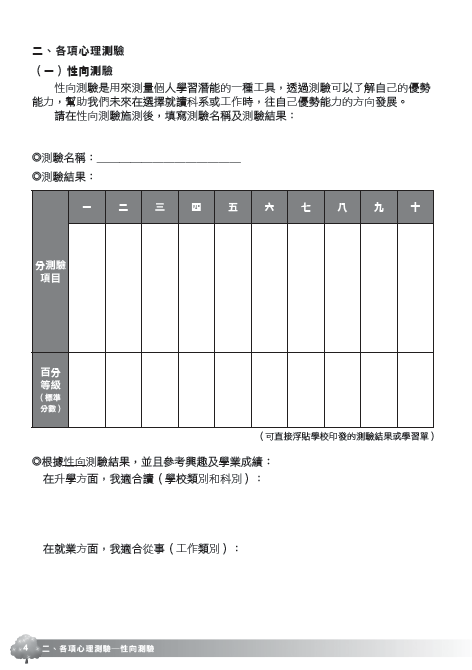 二、各項心理測驗
（一）性向測驗
性向測驗是用來測量個人學習潛能的一種工具，透過測驗可以了解自己的優勢
能力，幫助我們未來在選擇就讀科系或工作時，往自己優勢能力的方向發展。
請在性向測驗施測後，填寫測驗名稱及測驗結果：
◎測驗名稱：＿＿＿＿＿＿＿＿＿＿＿＿
◎測驗結果：
一 二 三 四 五 六 七 八 九 十
分測驗
項目
百分
等級
（標準
分數）
（可直接浮貼學校印發的測驗結果或學習單）
◎根據性向測驗結果，並且參考興趣及學業成績：
在升學方面，我適合讀（學校類別和科別）：
在就業方面，我適合從事（工作類別）：
4 二、各項心理測驗─性向測驗